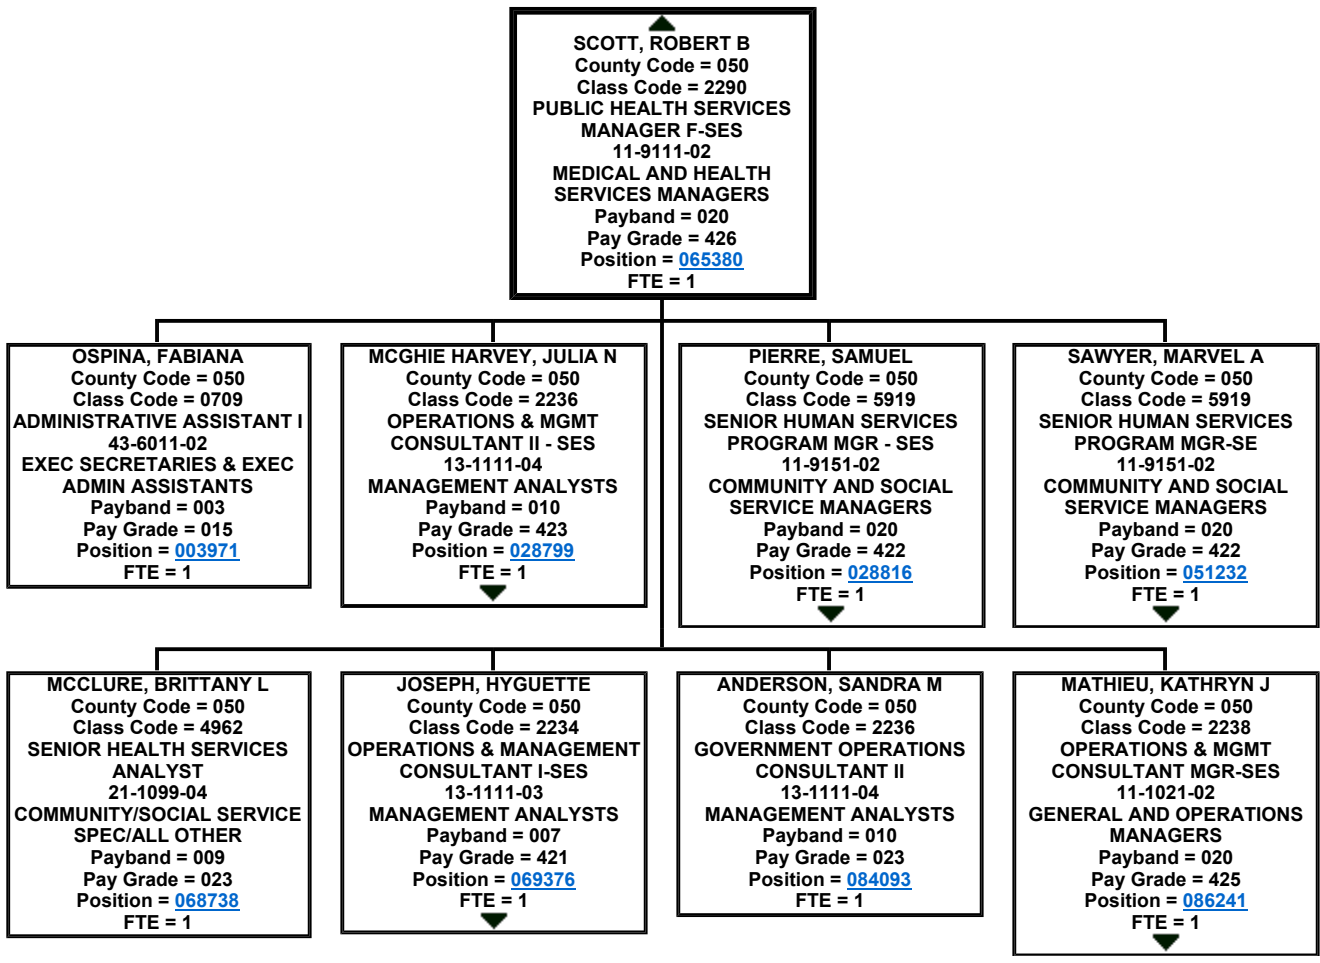 SCOTT, ROBERT B
County Code = 050
Class Code = 2290
PUBLIC HEALTH SERVICES
MANAGER F-SES
11-9111-02
MEDICAL AND HEALTH
SERVICES MANAGERS
Payband = 020
Pay Grade = 426
Position = 065380
FTE = 1
OSPINA, FABIANA
County Code = 050
Class Code = 0709
ADMINISTRATIVE ASSISTANT I
43-6011-02
EXEC SECRETARIES & EXEC
ADMIN ASSISTANTS
Payband = 003
Pay Grade = 015
Position = 003971
FTE = 1
MCGHIE HARVEY, JULIA N
County Code = 050
Class Code = 2236
OPERATIONS & MGMT
CONSULTANT II - SES
13-1111-04
MANAGEMENT ANALYSTS
Payband = 010
Pay Grade = 423
Position = 028799
FTE = 1
PIERRE, SAMUEL
County Code = 050
Class Code = 5919
SENIOR HUMAN SERVICES
PROGRAM MGR - SES
11-9151-02
COMMUNITY AND SOCIAL
SERVICE MANAGERS
Payband = 020
Pay Grade = 422
Position = 028816
FTE = 1
SAWYER, MARVEL A
County Code = 050
Class Code = 5919
SENIOR HUMAN SERVICES
PROGRAM MGR-SE
11-9151-02
COMMUNITY AND SOCIAL
SERVICE MANAGERS
Payband = 020
Pay Grade = 422
Position = 051232
FTE = 1
MCCLURE, BRITTANY L
County Code = 050
Class Code = 4962
SENIOR HEALTH SERVICES
ANALYST
21-1099-04
COMMUNITY/SOCIAL SERVICE
SPEC/ALL OTHER
Payband = 009
Pay Grade = 023
Position = 068738
FTE = 1
JOSEPH, HYGUETTE
County Code = 050
Class Code = 2234
OPERATIONS & MANAGEMENT
CONSULTANT I-SES
13-1111-03
MANAGEMENT ANALYSTS
Payband = 007
Pay Grade = 421
Position = 069376
FTE = 1
ANDERSON, SANDRA M
County Code = 050
Class Code = 2236
GOVERNMENT OPERATIONS
CONSULTANT II
13-1111-04
MANAGEMENT ANALYSTS
Payband = 010
Pay Grade = 023
Position = 084093
FTE = 1
MATHIEU, KATHRYN J
County Code = 050
Class Code = 2238
OPERATIONS & MGMT
CONSULTANT MGR-SES
11-1021-02
GENERAL AND OPERATIONS
MANAGERS
Payband = 020
Pay Grade = 425
Position = 086241
FTE = 1